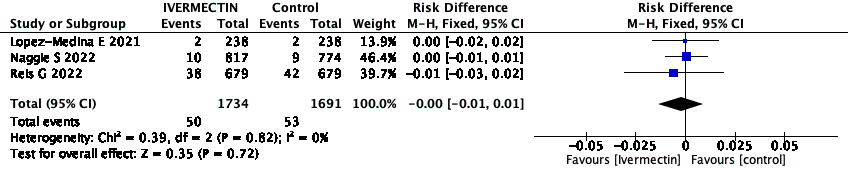 IVERMECTIN Control Risk Difference Risk Difference
Study or Subgroup Events Total Events Total Weight M-H, Fixed, 95% CI M-H, Fixed, 95% CI
Lopez-Medina E 2021 2 238 2 238 13.9% 0.00 [-0.02, 0.02]
Naggie S 2022 10 817 9 774 46.4% 0.00 [-0.01, 0.01]
Reis G 2022 38 679 42 679 39.7% -0.01 [-0.03, 0.02]
Total (95% CI) 1734 1691 100.0% -0.00 [-0.01, 0.01]
Total events 50 53
Heterogeneity: Chi² = 0.39, df = 2 (P = 0.82); I² = 0%
Test for overall effect: Z = 0.35 (P = 0.72)
-0.05 -0.025 0 0.025 0.05
Favours [Ivermectin] Favours [control]